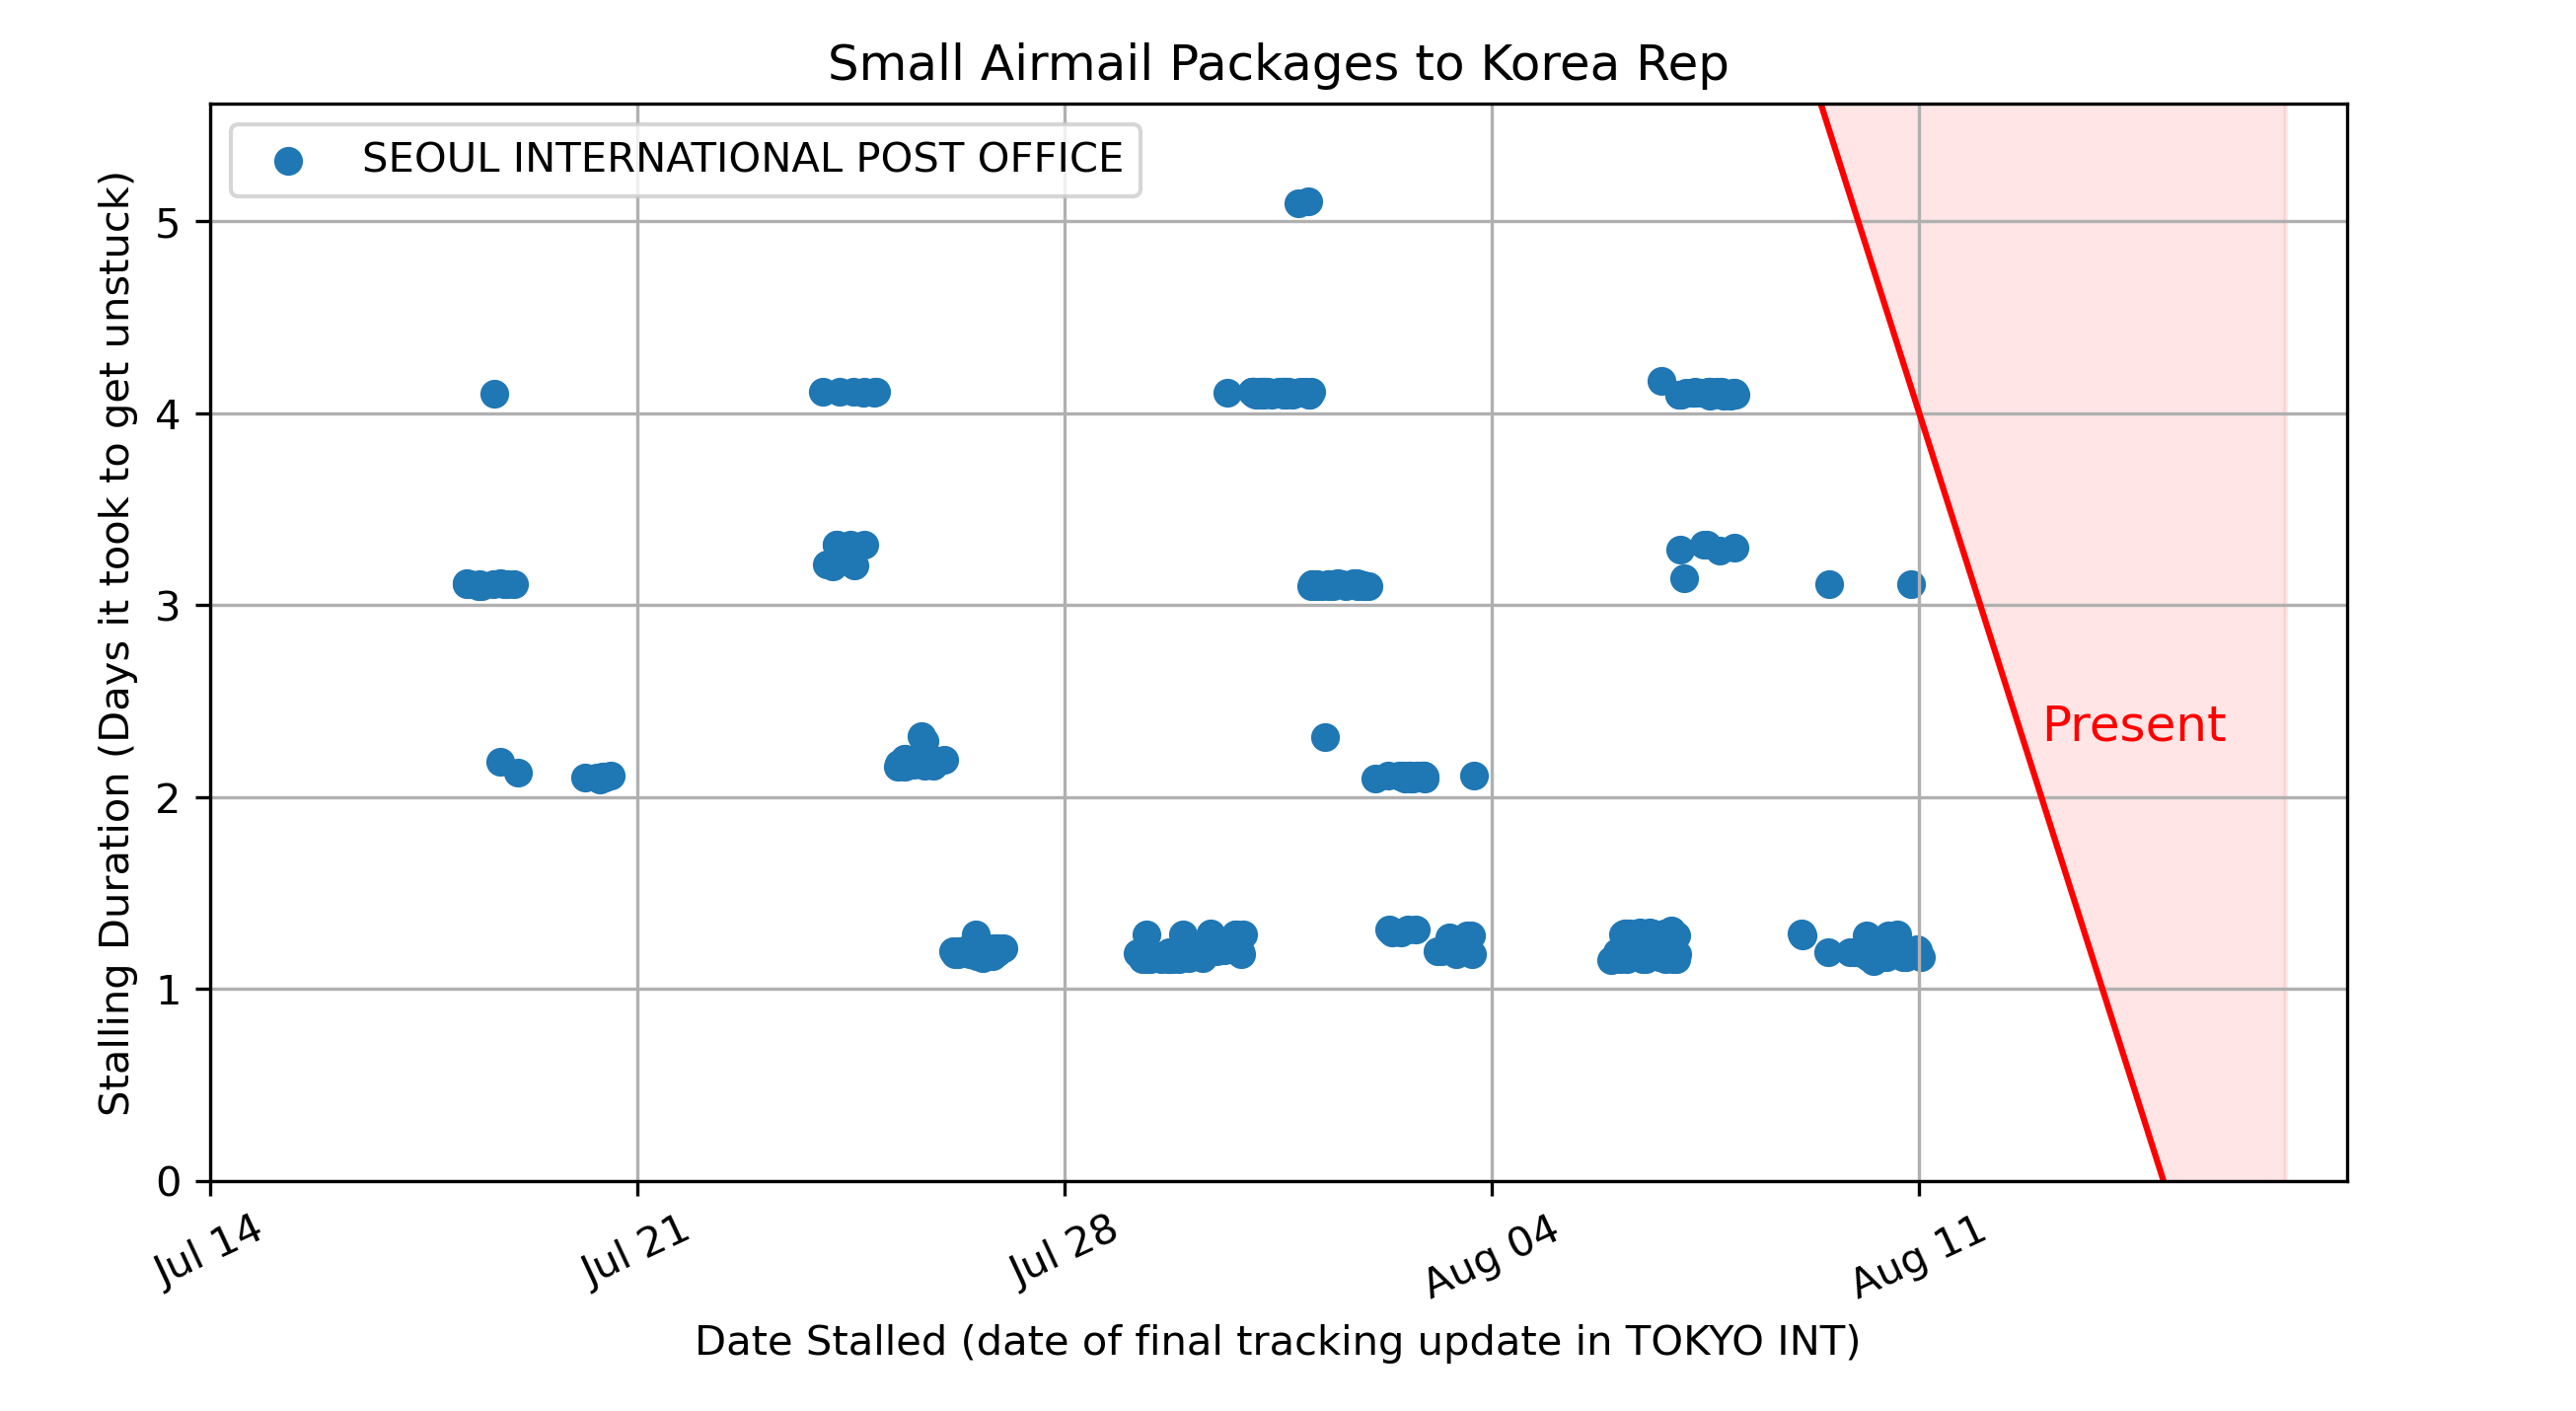 Small Airmail Packages to Korea Rep
SEOUL INTERNATIONAL POST OFFICE
Stalling Duration (Days it took to get unstuck)
5
4
3
2
1
0
Present
Jul 14
Jul 21
Jul 28
Aug 04
Aug 11
Date Stalled (date of final tracking update in TOKYO INT)